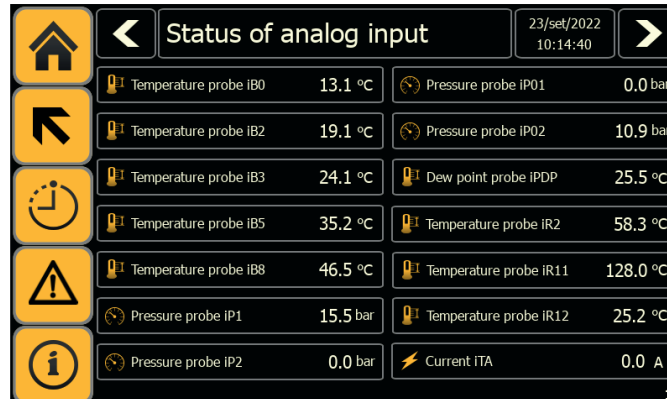 Status of analog input
23/set/2022
10:14:40
Temperature probe iB0 13.1 °C
Temperature probe iB2 19.1 °C
Temperature probe iB3 24.1 °C
Temperature probe iB5 35.2 °C
Temperature probe iB8 46.5 °C
Pressure probe iP1 15.5 bar
Pressure probe iP2 0.0 bar
Pressure probe iP01 0.0 bar
Pressure probe iP02 10.9 bar
Dew point probe iPDP 25.5 °C
Temperature probe iR2 58.3 °C
Temperature probe iR11 128.0 °C
Temperature probe iR12 25.2 °C
Current iTA 0.0 A